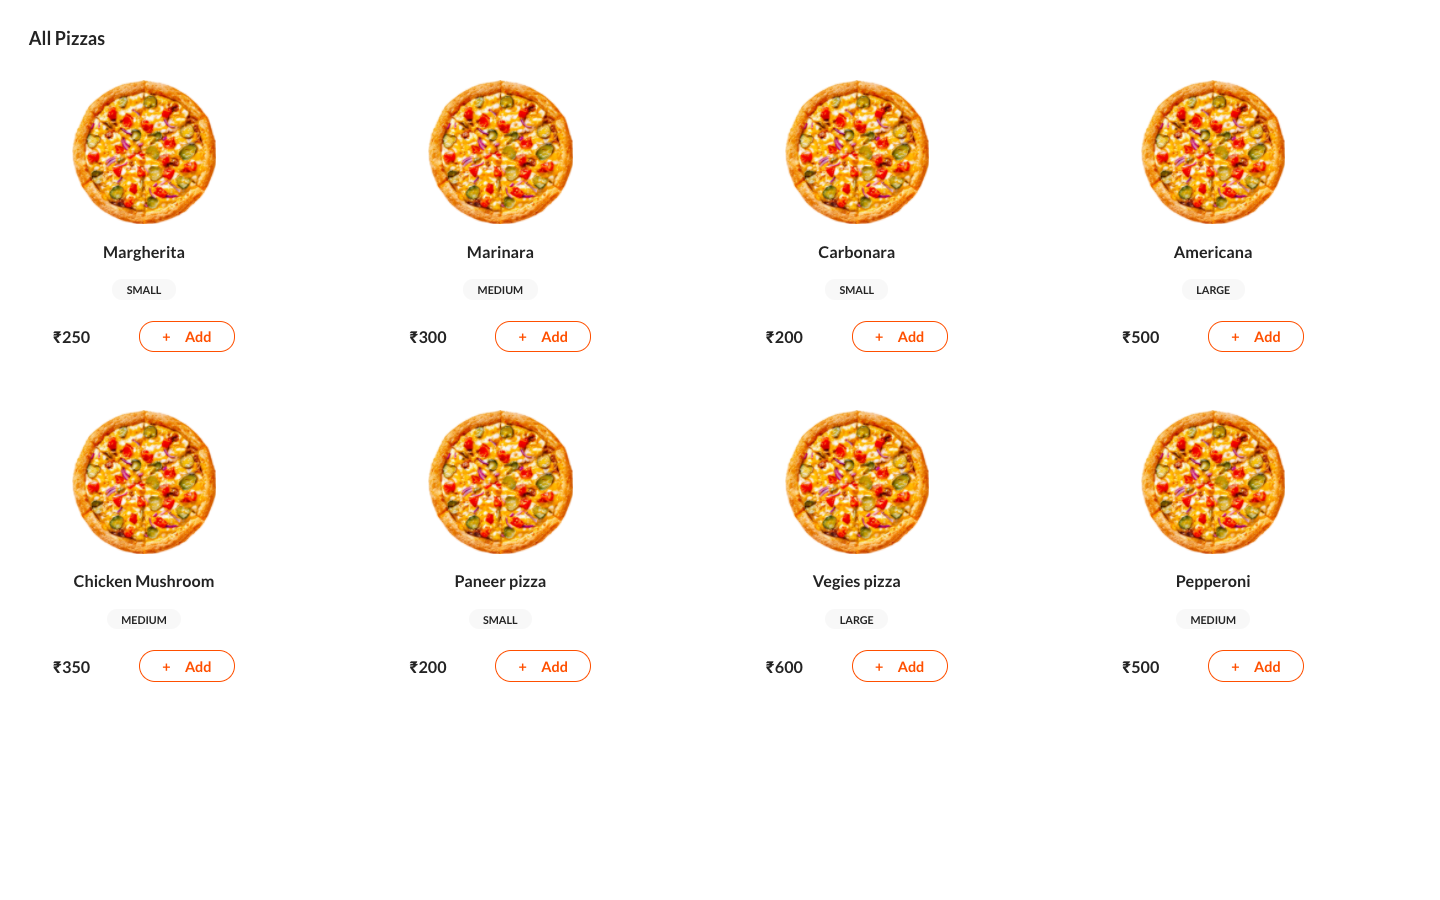 All Pizzas
Margherita
SMALL
₹250
+ Add
Marinara
MEDIUM
₹300
+ Add
Carbonara
SMALL
₹200
+ Add
Americana
LARGE
₹500
+ Add
Chicken Mushroom
MEDIUM
₹350
+ Add
Paneer pizza
SMALL
₹200
+ Add
Vegies pizza
LARGE
₹600
+ Add
Pepperoni
MEDIUM
₹500
+ Add